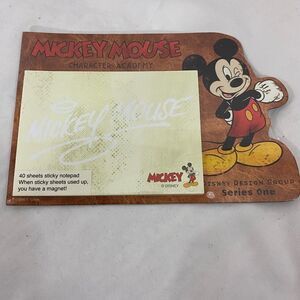 MICKEY MOUSE
CHARACTER ACADEMY
MICKEY MOUSE
40 sheets sticky notepad
When sticky sheets used up,
you have a magnet!
MICKEY
© DISNEY
DISNEY DESIGN GROUP
Series One